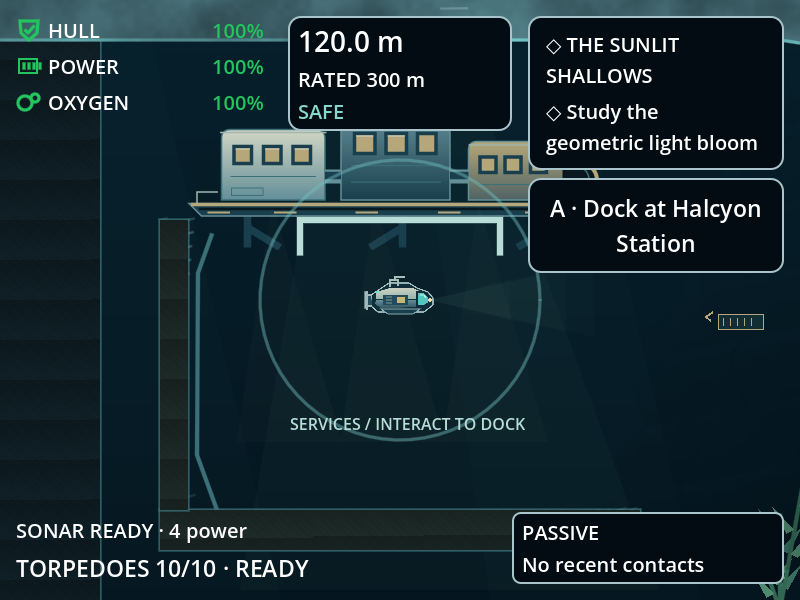 HULL 100%
POWER 100%
OXYGEN 100%
120.0 m
RATED 300 m
SAFE
◇ THE SUNLIT
SHALLOWS
◇ Study the
geometric light bloom
A · Dock at Halcyon
Station
SERVICES / INTERACT TO DOCK
SONAR READY · 4 power
TORPEDOES 10/10 · READY
PASSIVE
No recent contacts